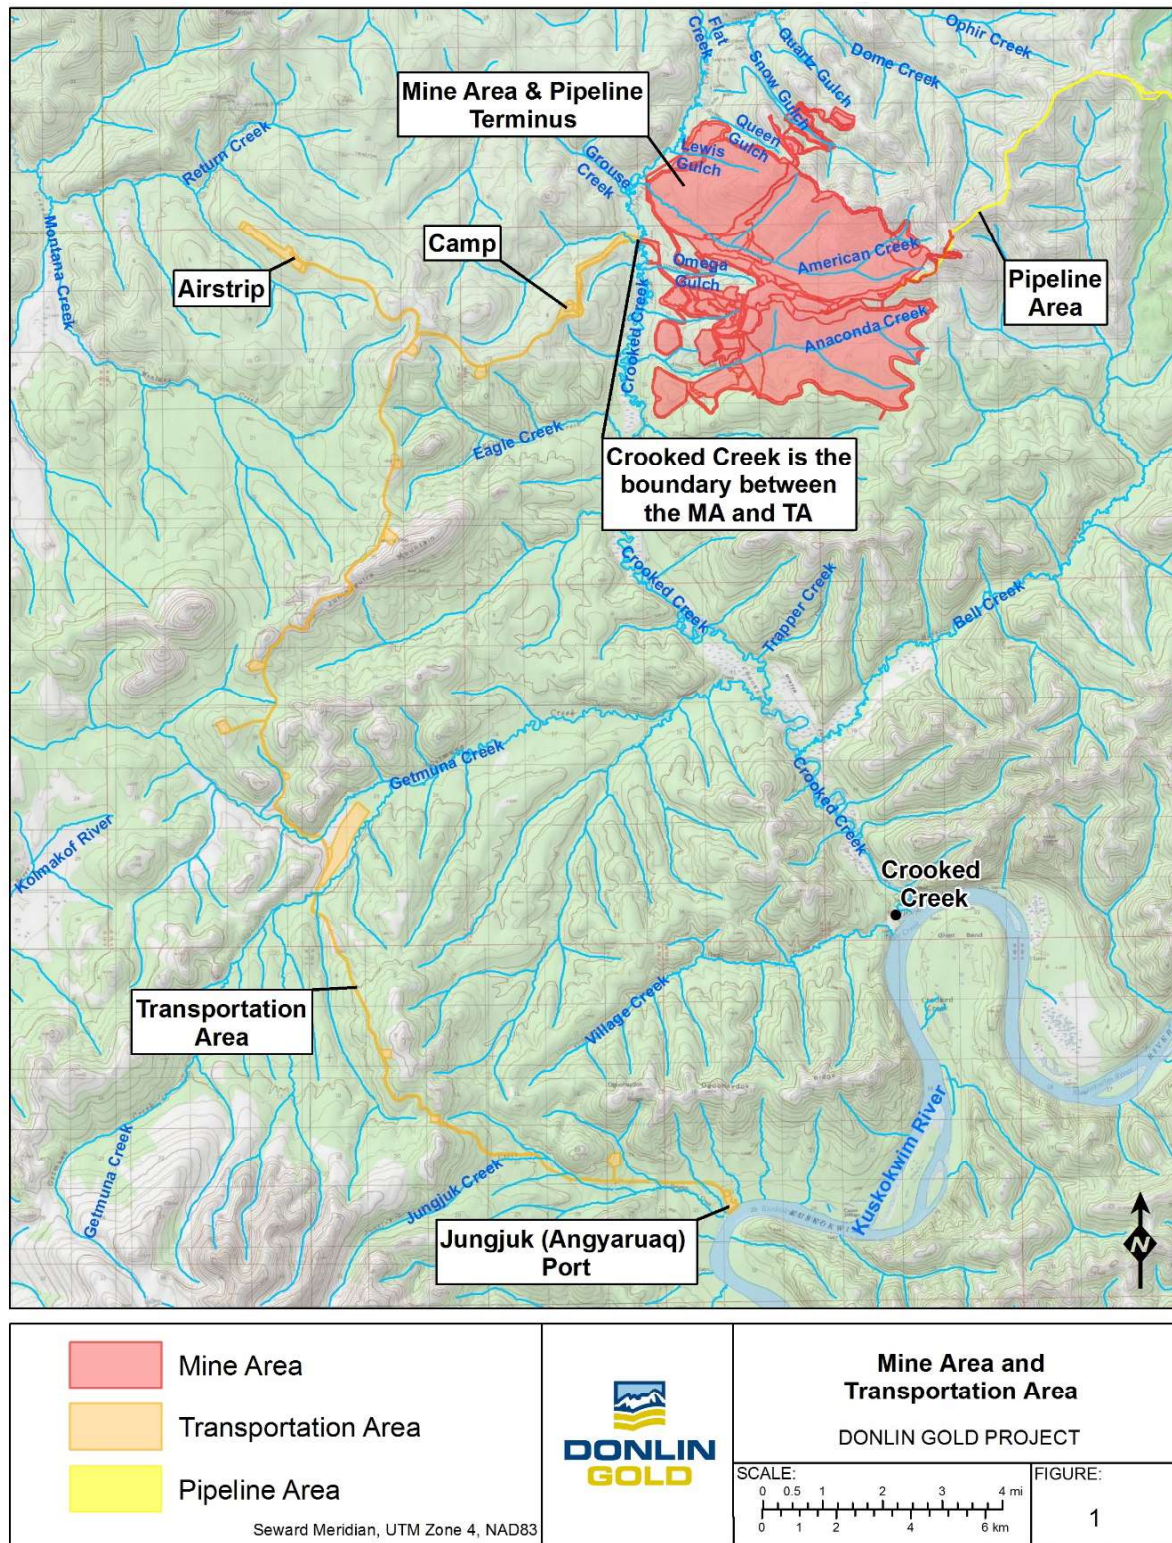 Flat
Creek
Quartz Gulch
Snow Gulch
Dome Creek
Ophir Creek
Mine Area & Pipeline
Terminus
Queen
Gulch
Lewis
Gulch
Grouse
Creek
Return Creek
Montana Creek
Camp
Airstrip
Omega
Gulch
American Creek
Pipeline
Area
Crooked Creek
Anaconda Creek
Eagle Creek
Crooked Creek is the
boundary between
the MA and TA
Crooked Creek
Trapper Creek
Bell Creek
Getmuna Creek
Crooked Creek
Kolmakof River
Crooked
Creek
Transportation
Area
Village Creek
Kuskokwim River
Getmuna Creek
Jungjuk Creek
Jungjuk (Angyaruaq)
Port
N
Mine Area
Transportation Area
Pipeline Area
Seward Meridian, UTM Zone 4, NAD83
DONLIN
GOLD
Mine Area and
Transportation Area
DONLIN GOLD PROJECT
SCALE:
0 0.5 1 2 3 4 mi
0 1 2 4 6 km
FIGURE:
1